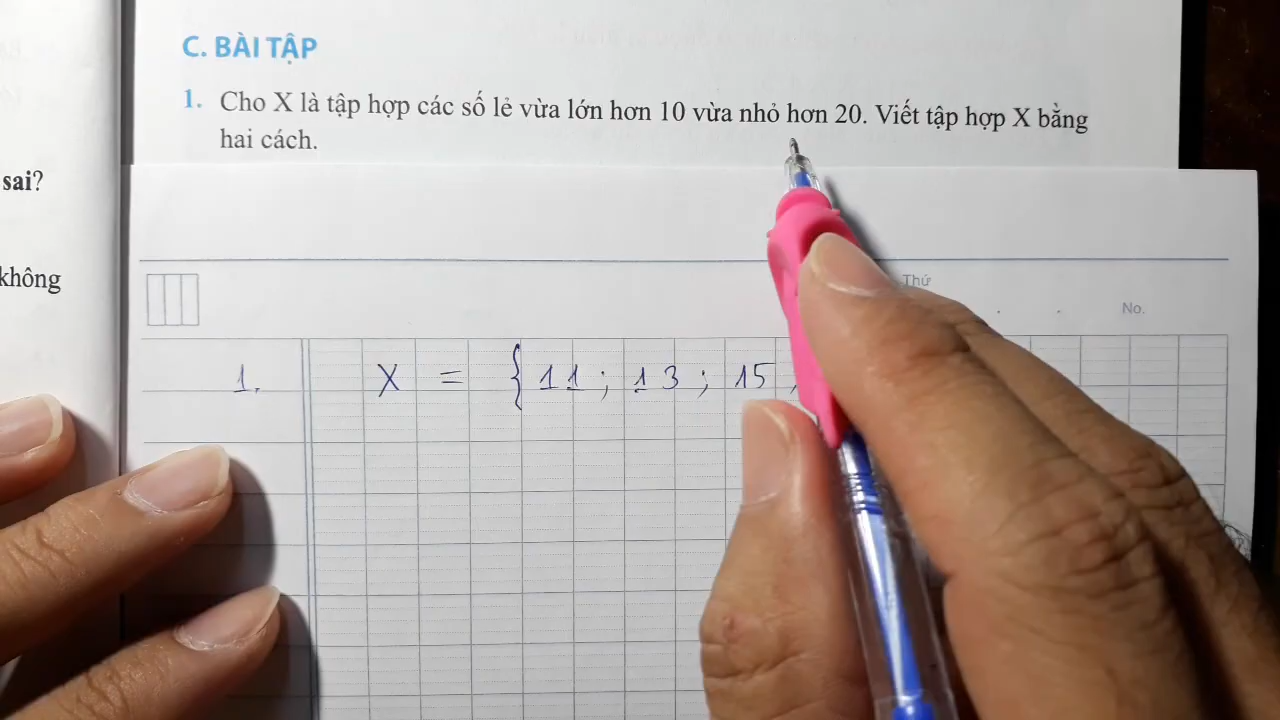 C. BÀI TẬP
1. Cho X là tập hợp các số lẻ vừa lớn hơn 10 vừa nhỏ hơn 20. Viết tập hợp X bằng
hai cách.
sai?
không
Thứ
No.
1. X = { 11 ; 13 ; 15 ;